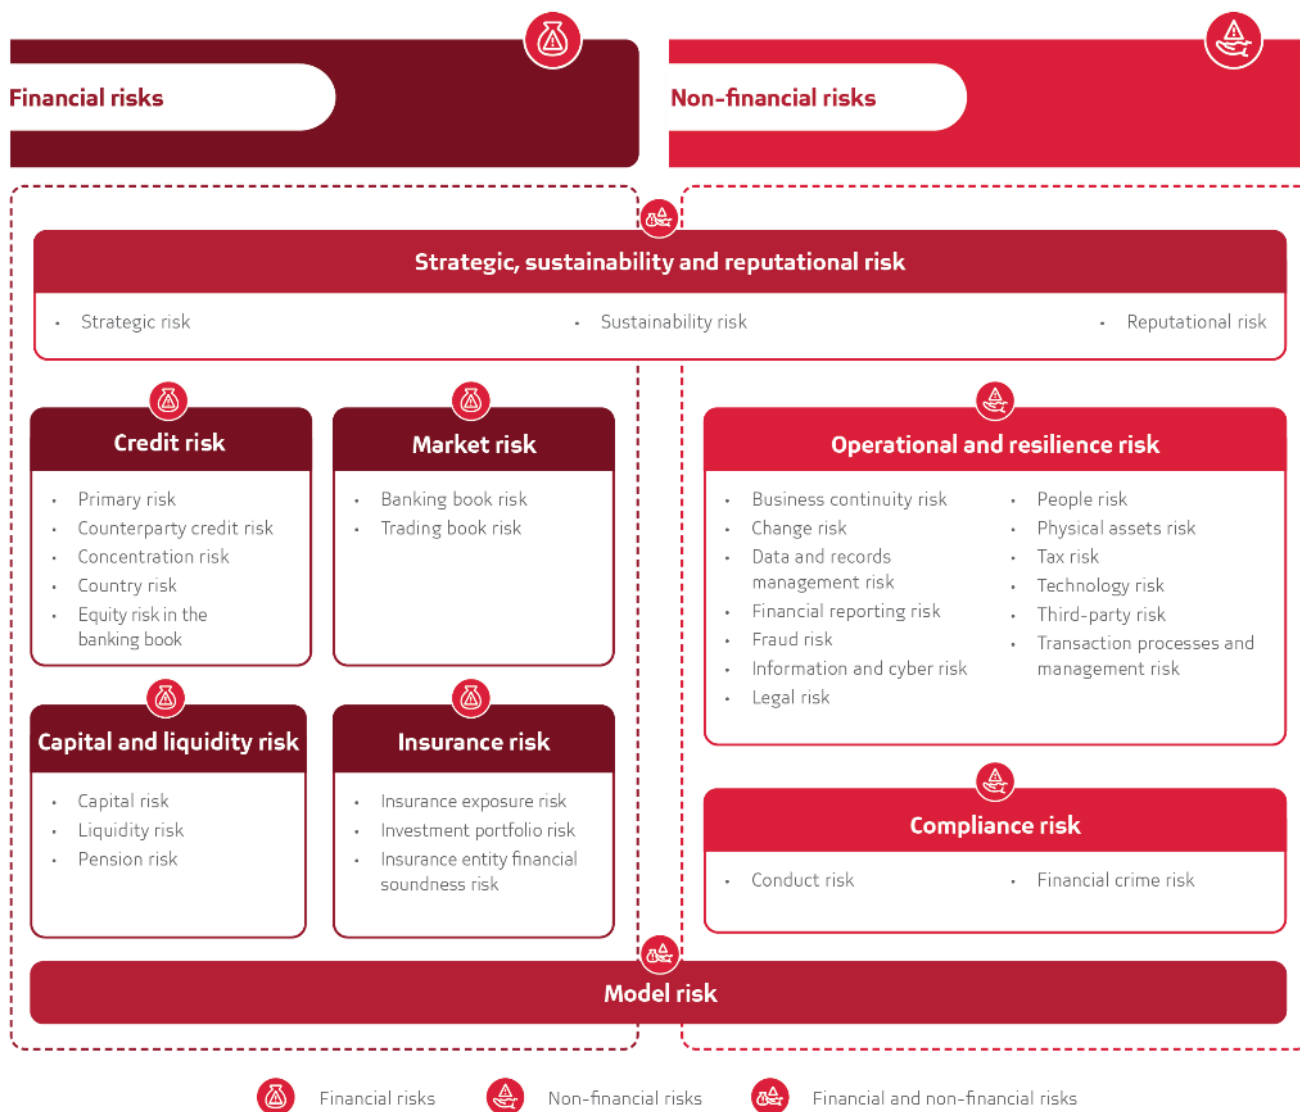 Financial risks
Non-financial risks
Strategic, sustainability and reputational risk
• Strategic risk
• Sustainability risk
• Reputational risk
Credit risk
• Primary risk
• Counterparty credit risk
• Concentration risk
• Country risk
• Equity risk in the
banking book
Market risk
• Banking book risk
• Trading book risk
Operational and resilience risk
• Business continuity risk
• Change risk
• Data and records
management risk
• Financial reporting risk
• Fraud risk
• Information and cyber risk
• Legal risk
• People risk
• Physical assets risk
• Tax risk
• Technology risk
• Third-party risk
• Transaction processes and
management risk
Capital and liquidity risk
• Capital risk
• Liquidity risk
• Pension risk
Insurance risk
• Insurance exposure risk
• Investment portfolio risk
• Insurance entity financial
soundness risk
Compliance risk
• Conduct risk
• Financial crime risk
Model risk
Financial risks
Non-financial risks
Financial and non-financial risks